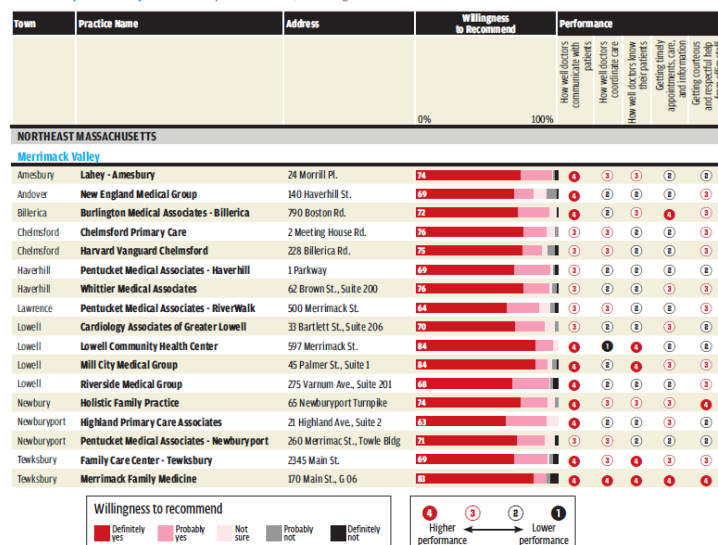 Town Practice Name Address Willingness to Recommend Performance
How well doctors communicate with patients
How well doctors coordinate care
How well doctors know their patients
Getting timely appointments, care, and information
Getting courteous and respectful help
0% 100%
NORTHEAST MASSACHUSETTS
Merrimack Valley
Amesbury Lahey - Amesbury 24 Morrill Pl. 74 4 3 3 2 2
Andover New England Medical Group 140 Haverhill St. 69 4 2 2 2 3
Billerica Burlington Medical Associates - Billerica 790 Boston Rd. 72 4 2 3 4 3
Chelmsford Chelmsford Primary Care 2 Meeting House Rd. 76 3 3 2 2 3
Chelmsford Harvard Vanguard Chelmsford 228 Billerica Rd. 75 3 3 2 2 3
Haverhill Pentucket Medical Associates - Haverhill 1 Parkway 69 3 2 2 2 2
Haverhill Whittier Medical Associates 62 Brown St., Suite 200 76 3 2 2 3 3
Lawrence Pentucket Medical Associates - RiverWalk 500 Merrimack St. 64 3 3 2 2 3
Lowell Cardiology Associates of Greater Lowell 33 Bartlett St., Suite 206 70 3 2 2 3 2
Lowell Lowell Community Health Center 597 Merrimack St. 84 4 1 4 2 2
Lowell Mill City Medical Group 45 Palmer St., Suite 1 84 4 2 4 3 3
Lowell Riverside Medical Group 275 Varnum Ave., Suite 201 68 4 2 2 2 3
Newbury Holistic Family Practice 65 Newburyport Turnpike 74 4 3 3 3 4
Newburyport Highland Primary Care Associates 21 Highland Ave., Suite 2 63 4 2 2 3 2
Newburyport Pentucket Medical Associates - Newburyport 260 Merrimac St., Towle Bldg 71 3 3 2 2 2
Tewksbury Family Care Center - Tewksbury 2345 Main St. 69 4 3 4 3 3
Tewksbury Merrimack Family Medicine 170 Main St., G 06 83 4 4 4 4 4
Willingness to recommend
Definitely yes Probably yes Not sure Probably not Definitely not
4 3 2 1
Higher performance Lower performance